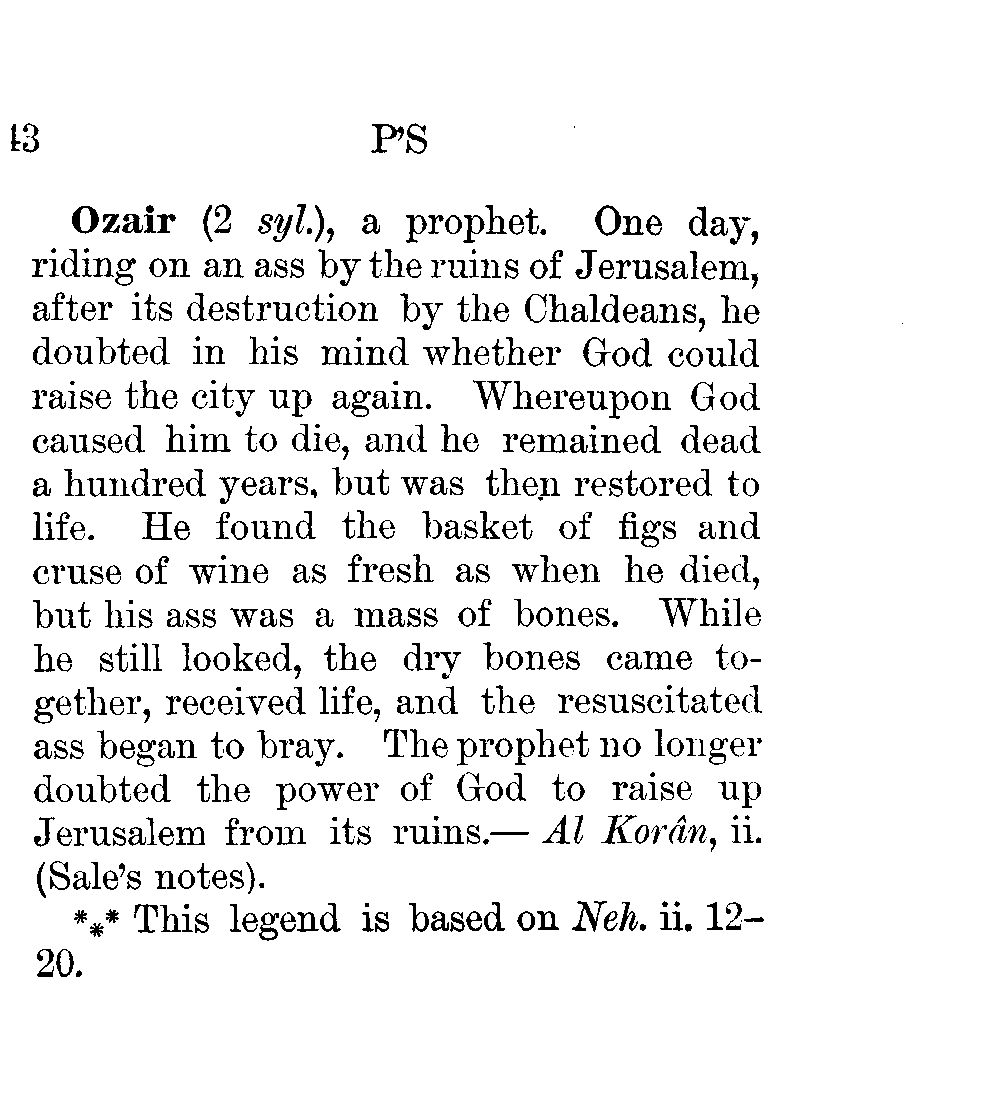 43 P’S
Ozair (2 syl.), a prophet. One day,
riding on an ass by the ruins of Jerusalem,
after its destruction by the Chaldeans, he
doubted in his mind whether God could
raise the city up again. Whereupon God
caused him to die, and he remained dead
a hundred years, but was then restored to
life. He found the basket of figs and
cruse of wine as fresh as when he died,
but his ass was a mass of bones. While
he still looked, the dry bones came to-
gether, received life, and the resuscitated
ass began to bray. The prophet no longer
doubted the power of God to raise up
Jerusalem from its ruins.— Al Korân, ii.
(Sale’s notes).
*⁎* This legend is based on Neh. ii. 12–
20.